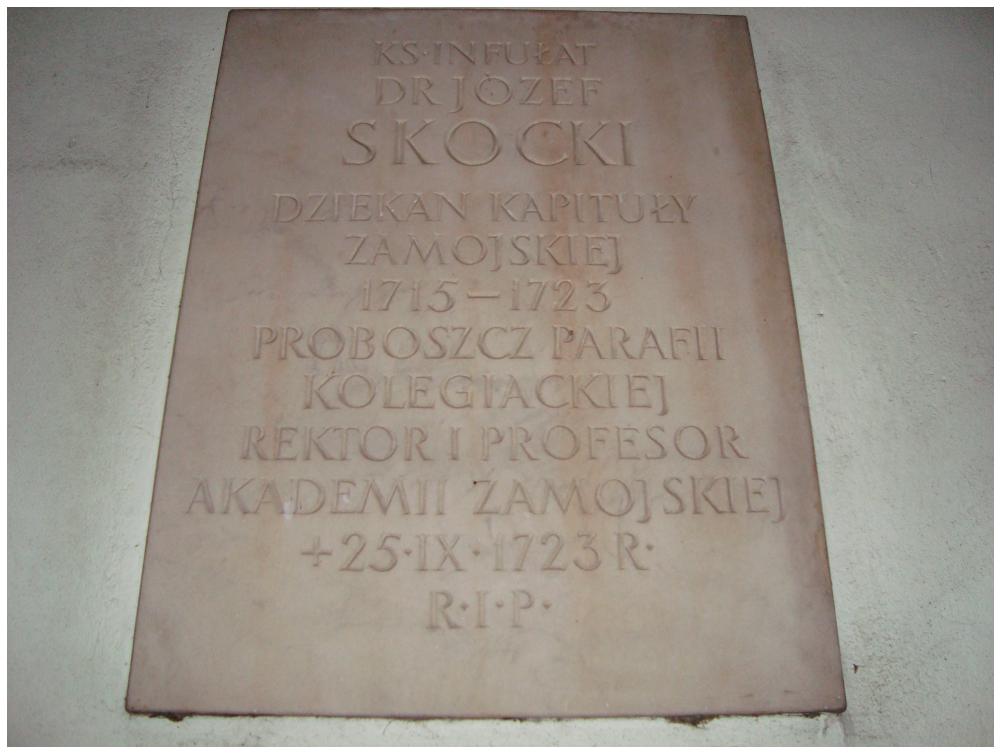 KS·INFUŁAT
DR JÓZEF
SKOCKI
DZIEKAN KAPITUŁY
ZAMOJSKIEJ
1715–1723
PROBOSZCZ PARAFII
KOLEGIACKIEJ
REKTOR I PROFESOR
AKADEMII ZAMOJSKIEJ
+25·IX·1723 R·
R·I·P·